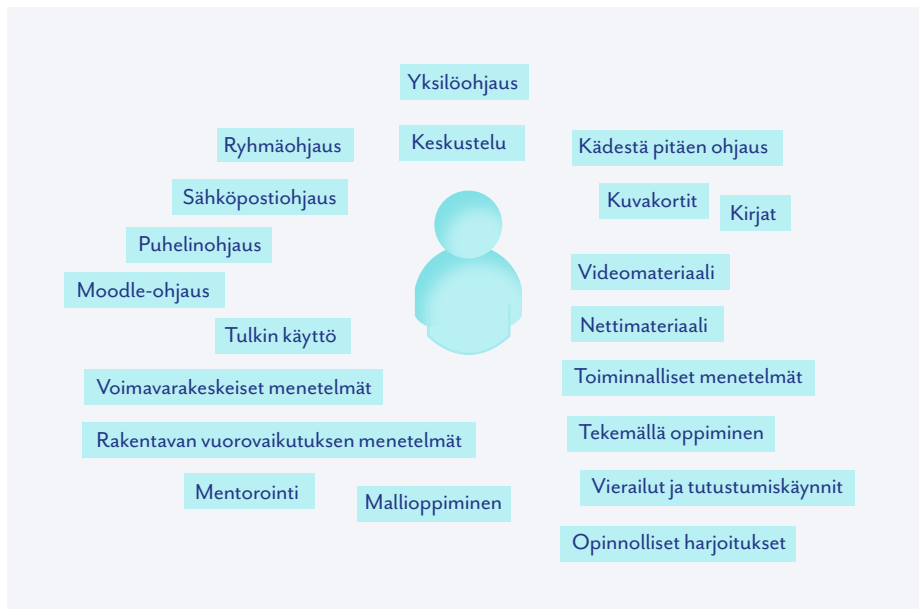 Yksilöohjaus
Ryhmäohjaus
Keskustelu
Kädestä pitäen ohjaus
Sähköpostiohjaus
Kuvakortit
Kirjat
Puhelinohjaus
Videomateriaali
Moodle-ohjaus
Nettimateriaali
Tulkin käyttö
Toiminnalliset menetelmät
Voimavarakeskeiset menetelmät
Tekemällä oppiminen
Rakentavan vuorovaikutuksen menetelmät
Vierailut ja tutustumiskäynnit
Mentorointi
Mallioppiminen
Opinnolliset harjoitukset